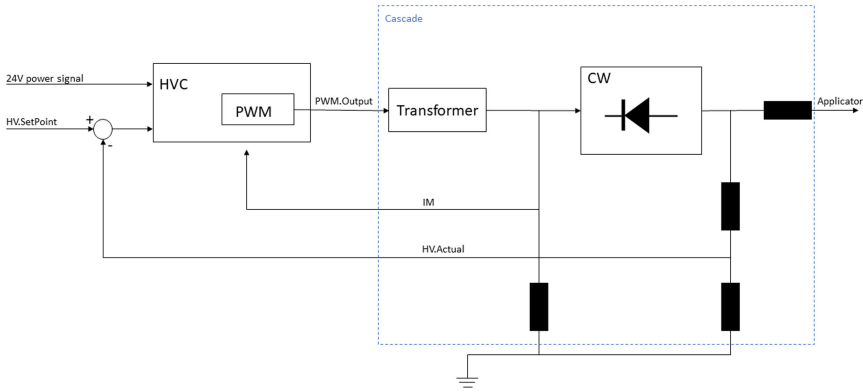 Cascade
24V power signal
HVC
CW
PWM
PWM.Output
Transformer
Applicator
HV.SetPoint
+
-
IM
HV.Actual